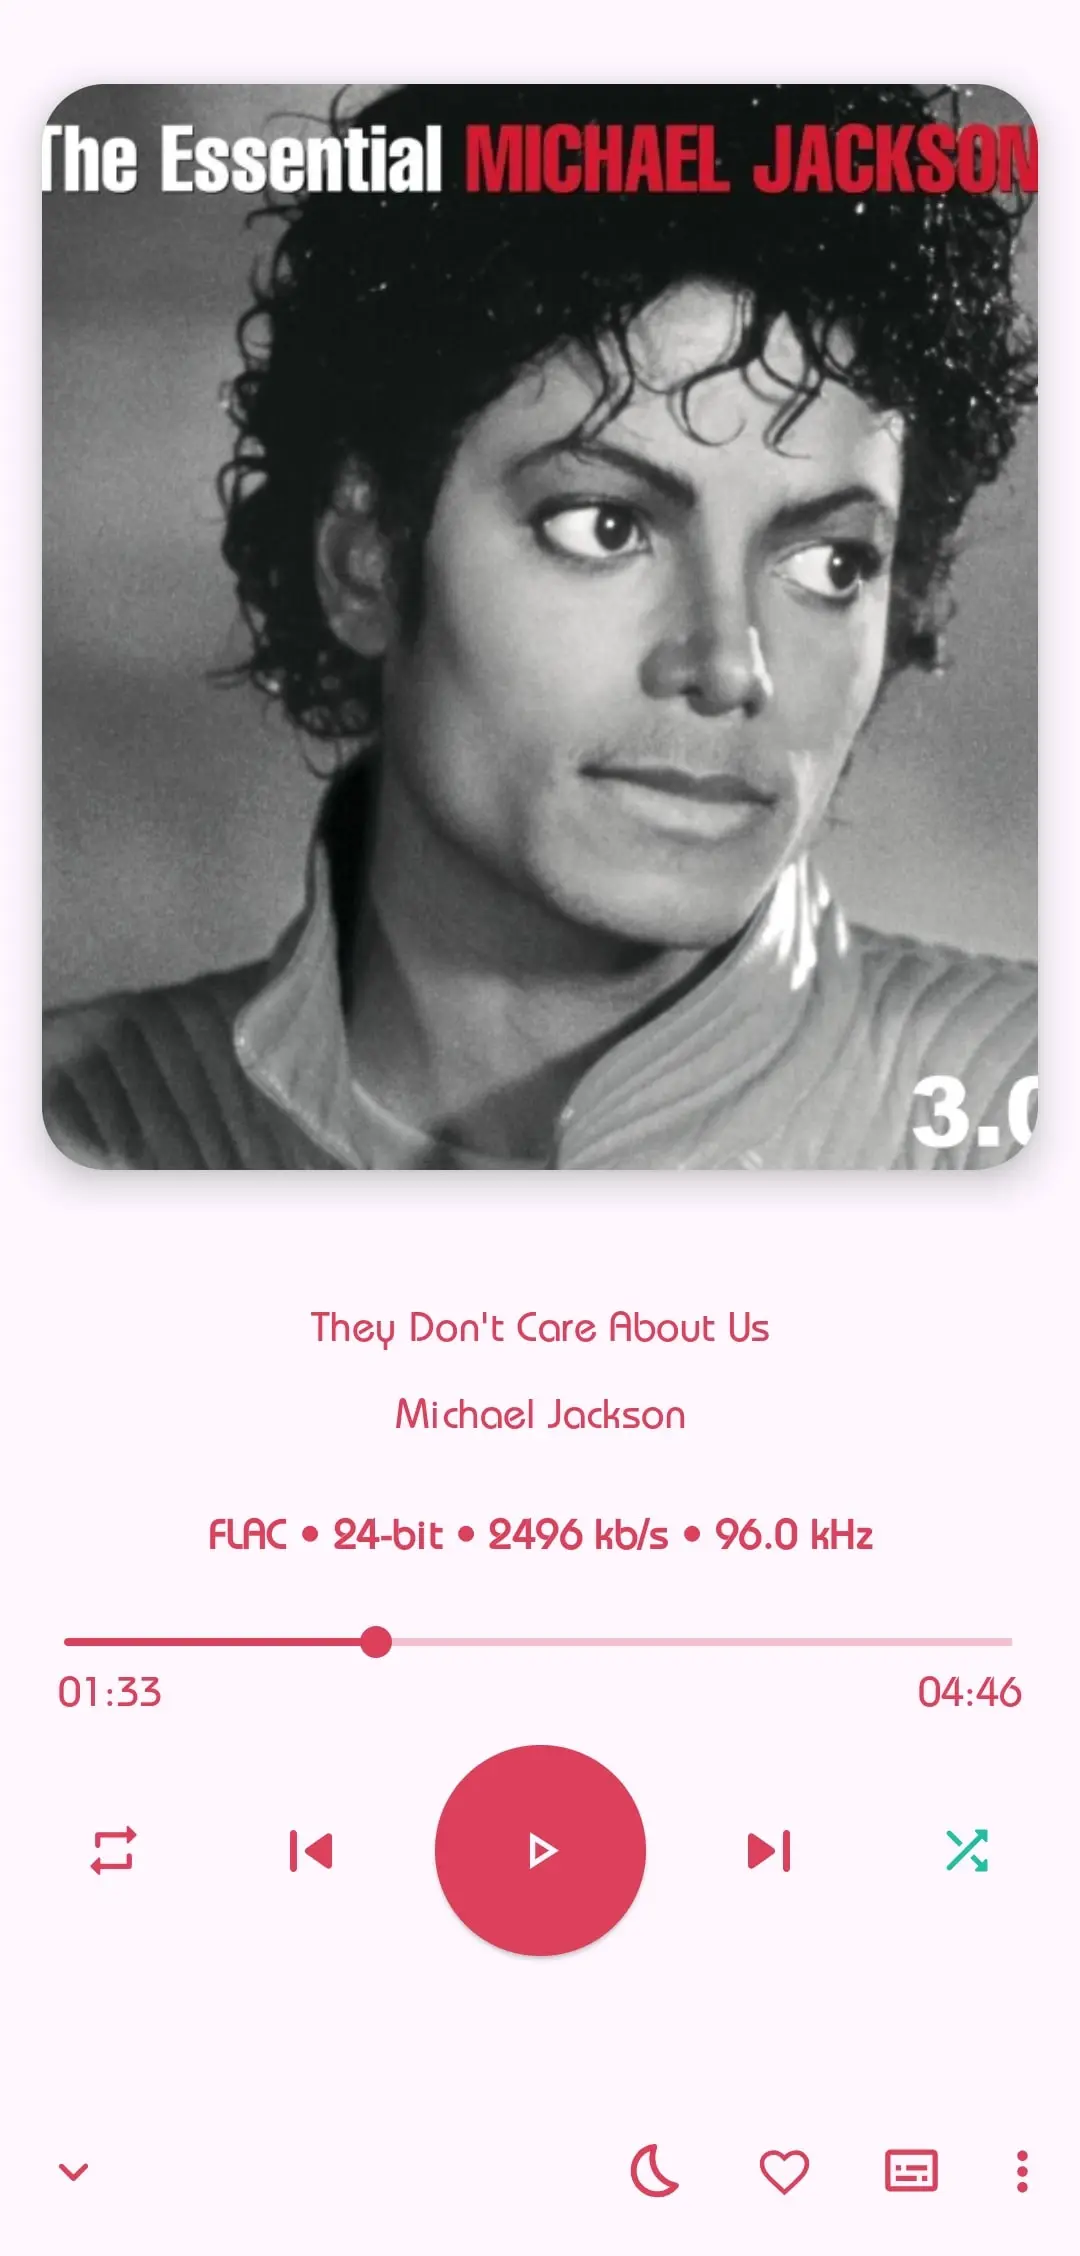 The Essential MICHAEL JACKSON
3.0
They Don't Care About Us
Michael Jackson
FLAC • 24-bit • 2496 kb/s • 96.0 kHz
01:33
04:46